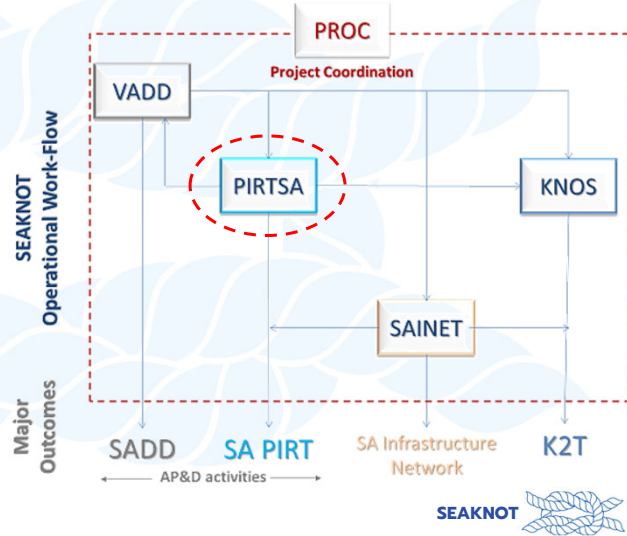 PROC
Project Coordination
VADD
PIRTSA
KNOS
SAINET
SEAKNOT
Operational Work-Flow
Major
Outcomes
SADD
SA PIRT
SA Infrastructure
Network
K2T
AP&D activities
SEAKNOT